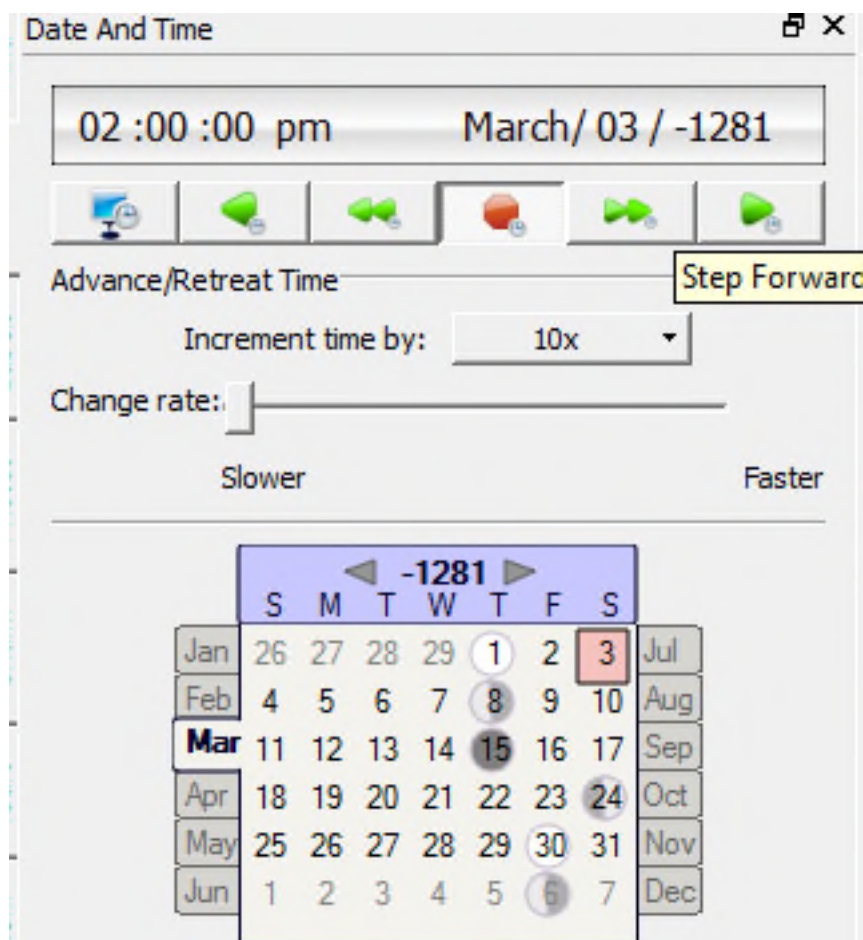 Date And Time
02 :00 :00 pm March/ 03 / -1281
Step Forward
Advance/Retreat Time
Increment time by: 10x
Change rate:
Slower Faster
-1281
S M T W T F S
Jan 26 27 28 29 1 2 3 Jul
Feb 4 5 6 7 8 9 10 Aug
Mar 11 12 13 14 15 16 17 Sep
Apr 18 19 20 21 22 23 24 Oct
May 25 26 27 28 29 30 31 Nov
Jun 1 2 3 4 5 6 7 Dec